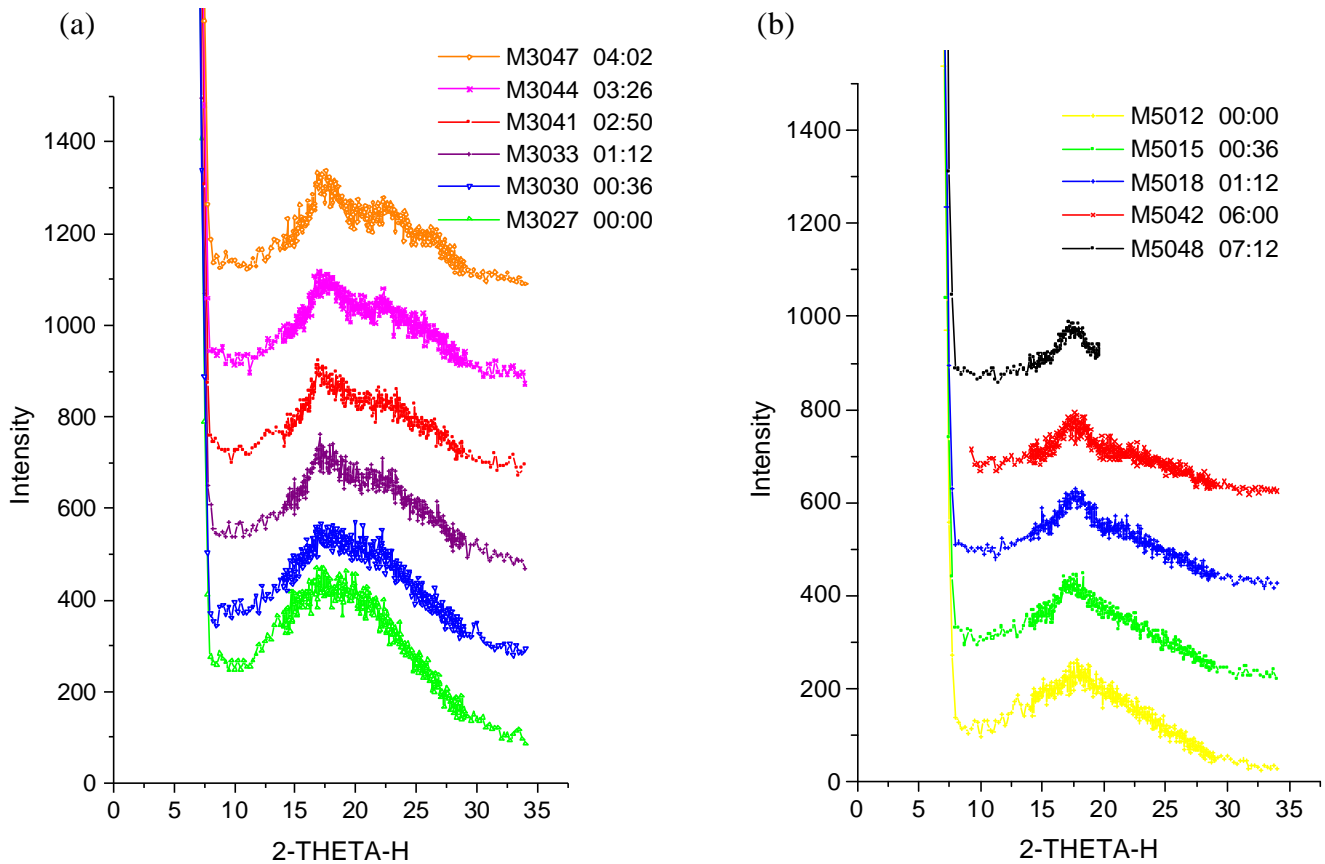 (a)
M3047 04:02
M3044 03:26
M3041 02:50
M3033 01:12
M3030 00:36
M3027 00:00
1400
1200
1000
800
600
400
200
0
Intensity
0 5 10 15 20 25 30 35
2-THETA-H
(b)
M5012 00:00
M5015 00:36
M5018 01:12
M5042 06:00
M5048 07:12
1400
1200
1000
800
600
400
200
0
Intensity
0 5 10 15 20 25 30 35
2-THETA-H